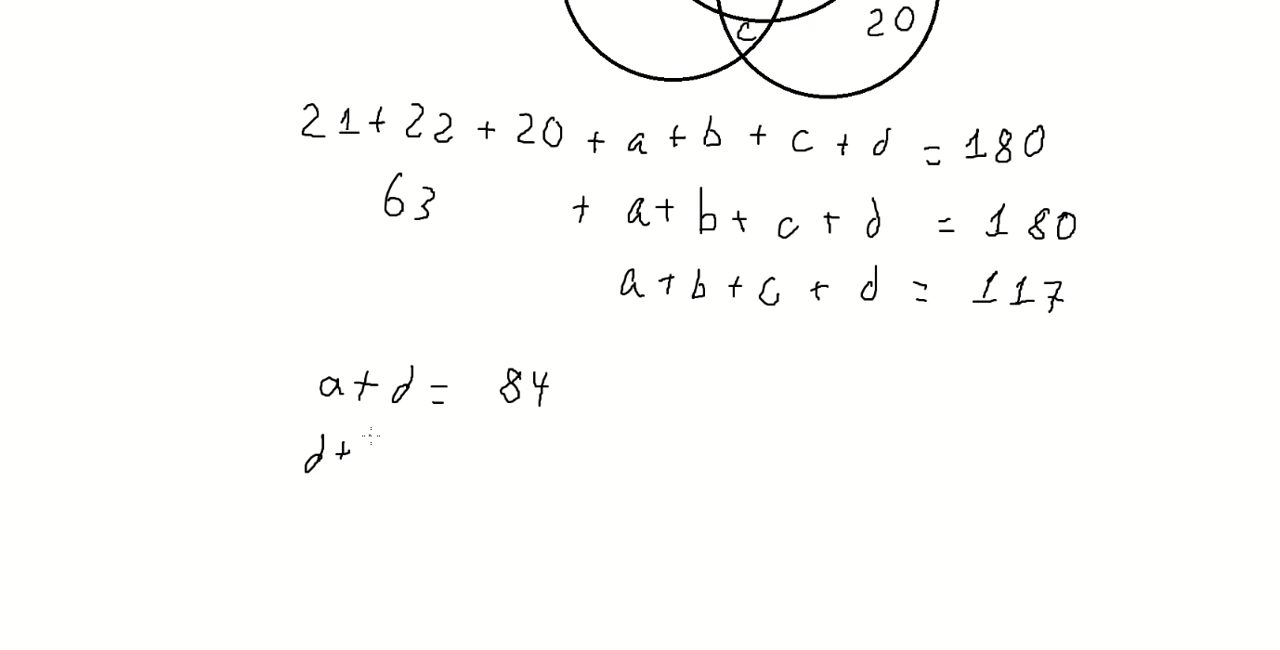 c 20
21 + 22 + 20 + a + b + c + d = 180
63 + a + b + c + d = 180
a + b + c + d = 117
a + d = 84
d +